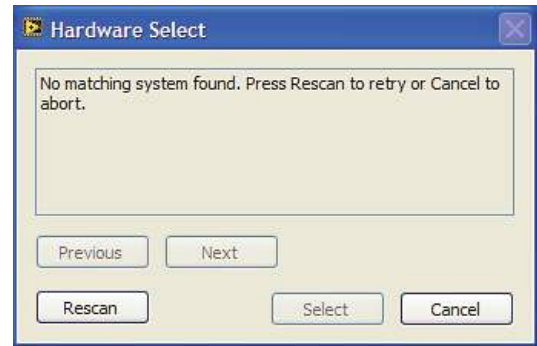 Hardware Select
No matching system found. Press Rescan to retry or Cancel to
abort.
Previous Next
Rescan Select Cancel